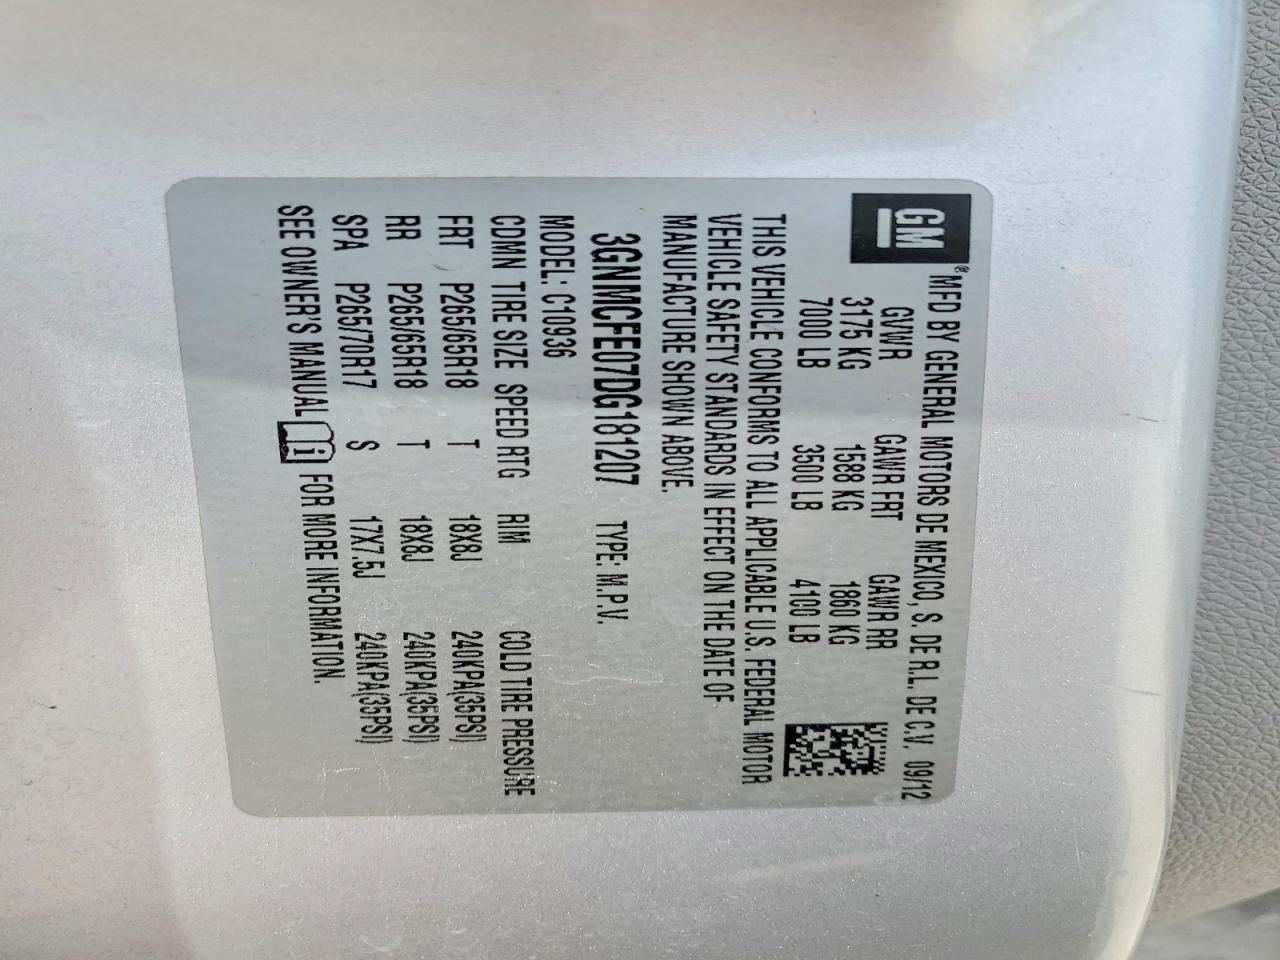 GM
®MFD BY GENERAL MOTORS DE MEXICO, S. DE R.L. DE C.V. 09/12
GVWR GAWR FRT GAWR RR
3175 KG 1588 KG 1860 KG
7000 LB 3500 LB 4100 LB
THIS VEHICLE CONFORMS TO ALL APPLICABLE U.S. FEDERAL MOTOR
VEHICLE SAFETY STANDARDS IN EFFECT ON THE DATE OF
MANUFACTURE SHOWN ABOVE.
3GNMCFE07DG181207 TYPE: M.P.V.
MODEL: C10936
CDMN TIRE SIZE SPEED RTG RIM COLD TIRE PRESSURE
FRT P265/65R18 T 18X8J 240KPA(35PSI)
RR P265/65R18 T 18X8J 240KPA(35PSI)
SPA P265/70R17 S 17X7.5J 240KPA(35PSI)
SEE OWNER'S MANUAL i FOR MORE INFORMATION.